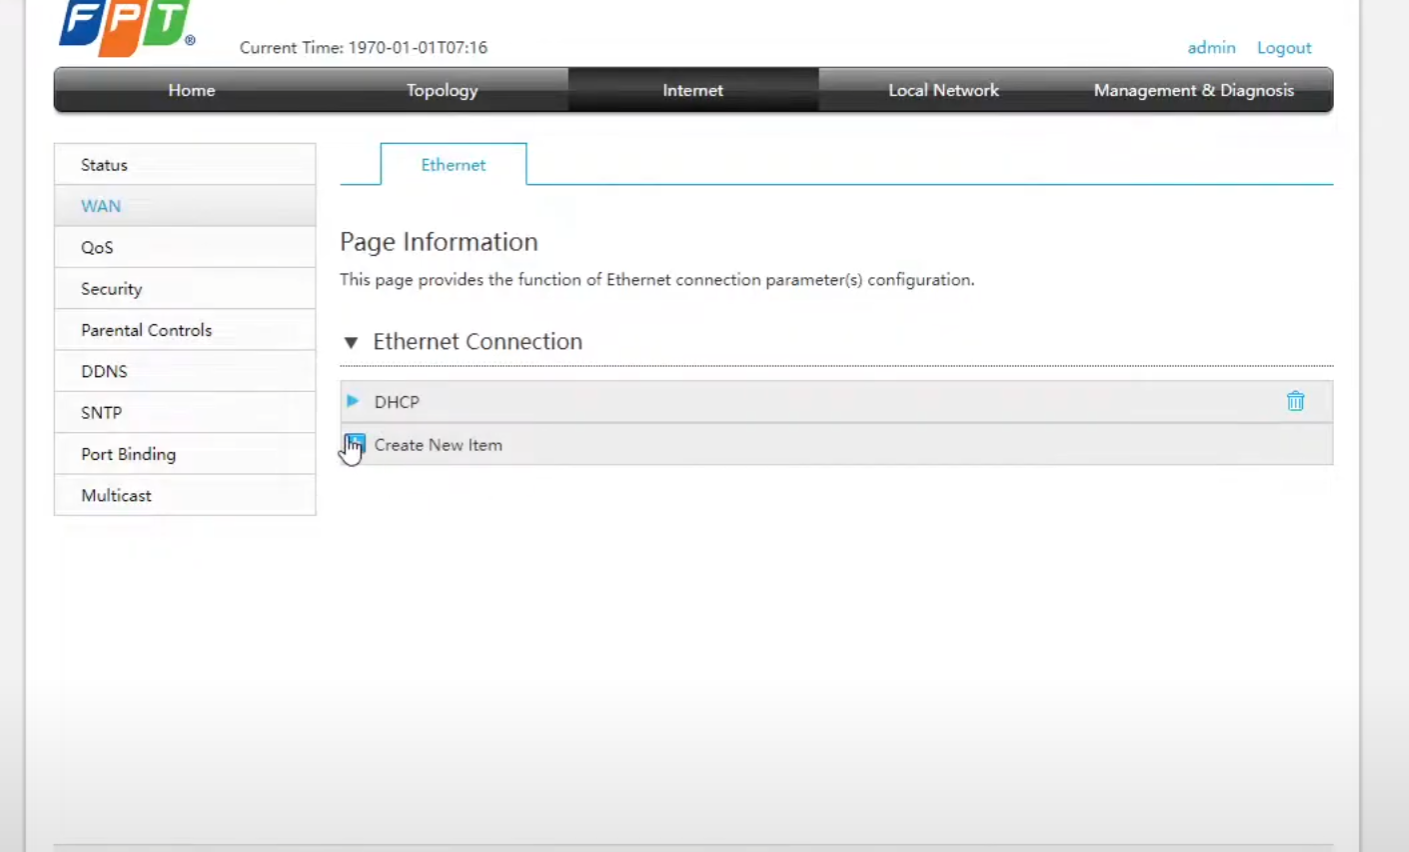 FPT®
Current Time: 1970-01-01T07:16
admin Logout
Home Topology Internet Local Network Management & Diagnosis
Status
WAN
QoS
Security
Parental Controls
DDNS
SNTP
Port Binding
Multicast
Ethernet
Page Information
This page provides the function of Ethernet connection parameter(s) configuration.
Ethernet Connection
DHCP
Create New Item